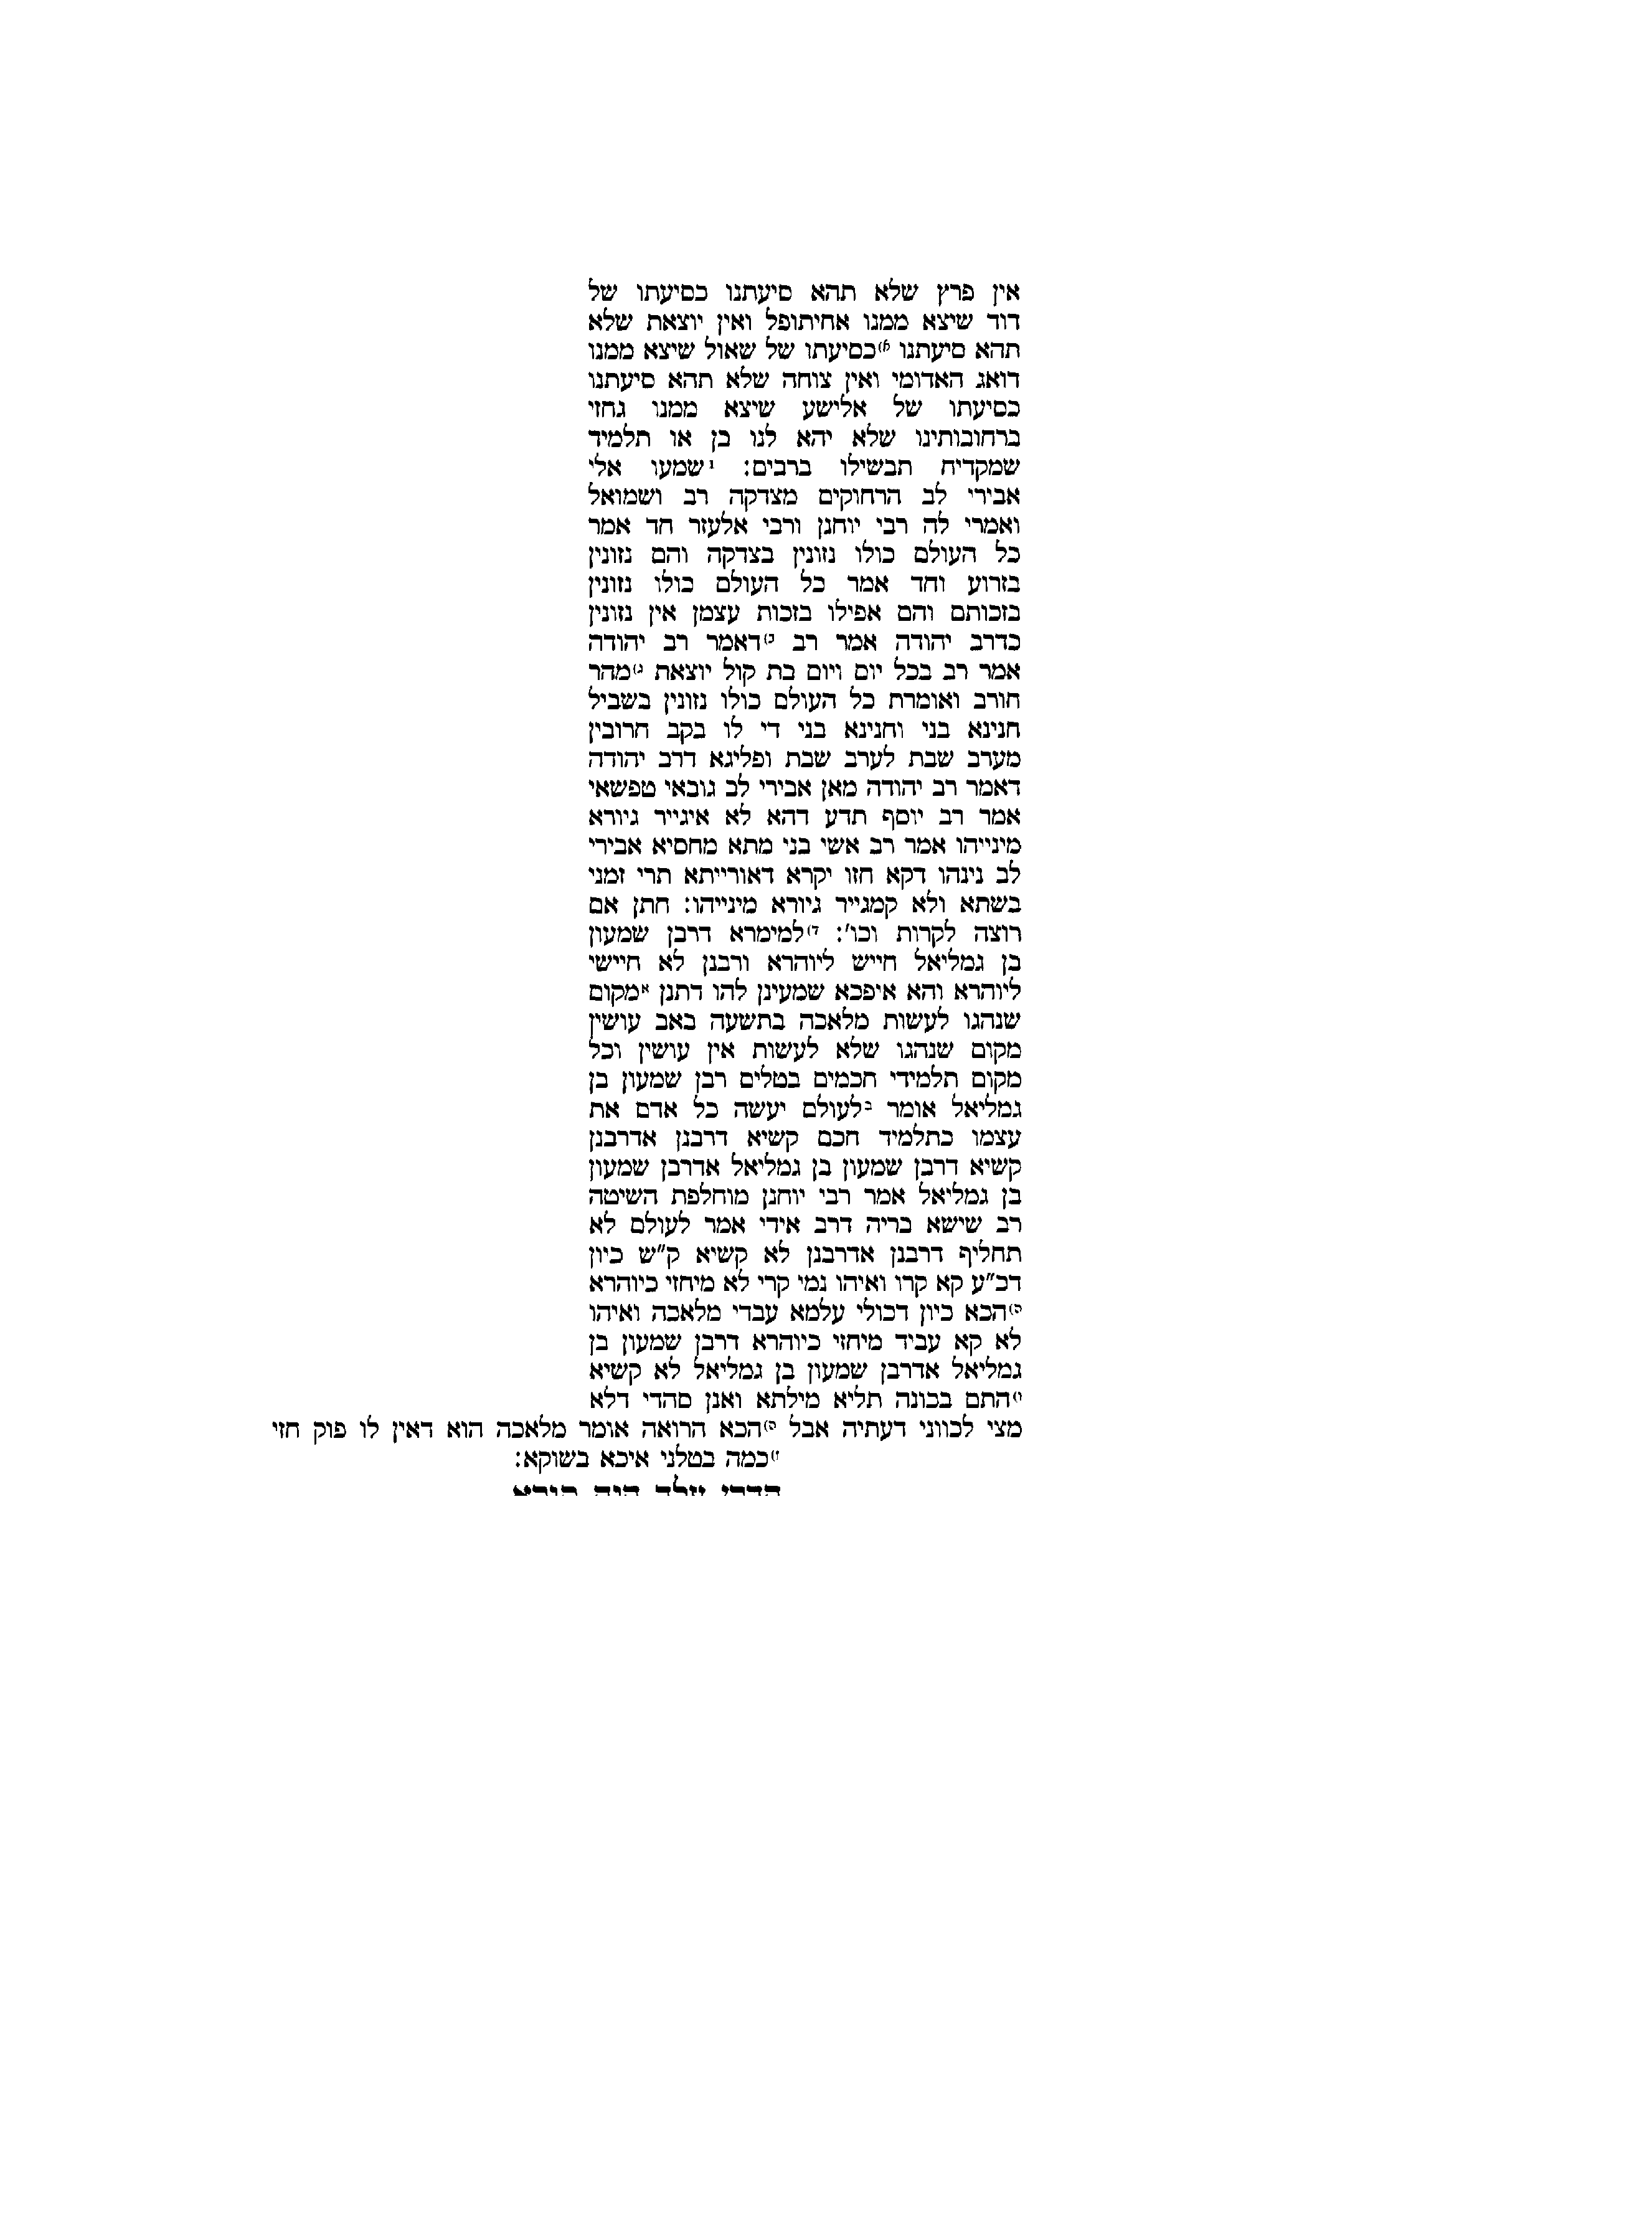 אין פרץ שלא תהא סיעתנו כסיעתו של
דוד שיצא ממנו אחיתופל ואין יוצאת שלא
תהא סיעתנו א)כסיעתו של שאול שיצא ממנו
דואג האדומי ואין צוחה שלא תהא סיעתנו
כסיעתו של אלישע שיצא ממנו גחזי
ברחובותינו שלא יהא לנו בן או תלמיד
שמקדיח תבשילו ברבים: ו שמעו אלי
אבירי לב הרחוקים מצדקה רב ושמואל
ואמרי לה רבי יוחנן ורבי אלעזר חד אמר
כל העולם כולו נזונין בצדקה והם נזונין
בזרוע וחד אמר כל העולם כולו נזונין
בזכותם והם אפילו בזכות עצמן אין נזונין
כדרב יהודה אמר רב ב)דאמר רב יהודה
אמר רב בכל יום ויום בת קול יוצאת ג)מהר
חורב ואומרת כל העולם כולו נזונין בשביל
חנינא בני וחנינא בני די לו בקב חרובין
מערב שבת לערב שבת ופליגא דרב יהודה
דאמר רב יהודה מאן אבירי לב גובאי טפשאי
אמר רב יוסף תדע דהא לא איגייר גיורא
מינייהו אמר רב אשי בני מתא מחסיא אבירי
לב נינהו דקא חזו יקרא דאורייתא תרי זמני
בשתא ולא קמגייר גיורא מינייהו: חתן אם
רוצה לקרות וכו': ד)למימרא דרבן שמעון
בן גמליאל חייש ליוהרא ורבנן לא חיישי
ליוהרא והא איפכא שמעינן להו דתנן א מקום
שנהגו לעשות מלאכה בתשעה באב עושין
מקום שנהגו שלא לעשות אין עושין וכל
מקום תלמידי חכמים בטלים רבן שמעון בן
גמליאל אומר ב לעולם יעשה כל אדם את
עצמו כתלמיד חכם קשיא דרבנן אדרבנן
קשיא דרבן שמעון בן גמליאל אדרבן שמעון
בן גמליאל אמר רבי יוחנן מוחלפת השיטה
רב שישא בריה דרב אידי אמר לעולם לא
תחליף דרבנן אדרבנן לא קשיא ק"ש כיון
דכ"ע קא קרו ואיהו נמי קרי לא מיחזי כיוהרא
ה)הכא כיון דכולי עלמא עבדי מלאכה ואיהו
לא קא עביד מיחזי כיוהרא דרבן שמעון בן
גמליאל אדרבן שמעון בן גמליאל לא קשיא
ו)התם בכונה תליא מילתא ואנן סהדי דלא
מצי לכווני דעתיה אבל ה)הכא הרואה אומר מלאכה הוא דאין לו פוק חזי
ז)כמה בטלני איכא בשוקא: